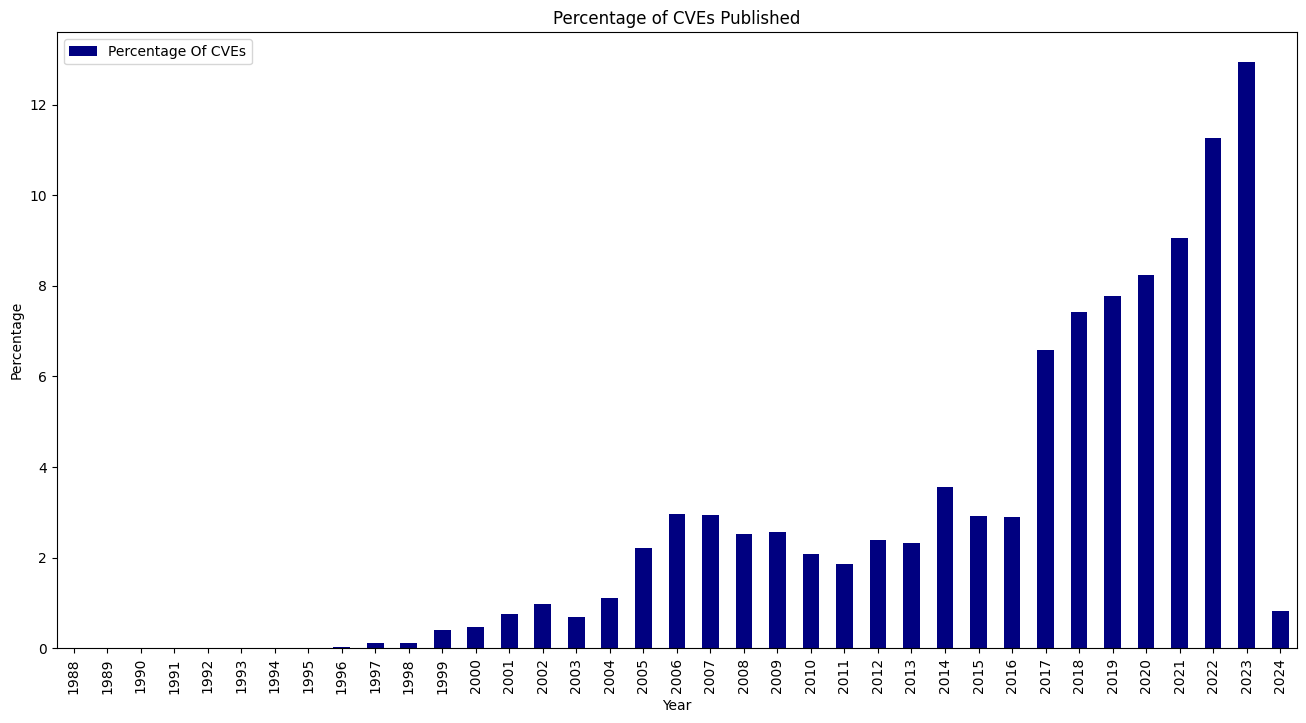 Percentage of CVEs Published
Percentage Of CVEs
12
10
8
6
4
2
0
Percentage
1988 1989 1990 1991 1992 1993 1994 1995 1996 1997 1998 1999 2000 2001 2002 2003 2004 2005 2006 2007 2008 2009 2010 2011 2012 2013 2014 2015 2016 2017 2018 2019 2020 2021 2022 2023 2024
Year